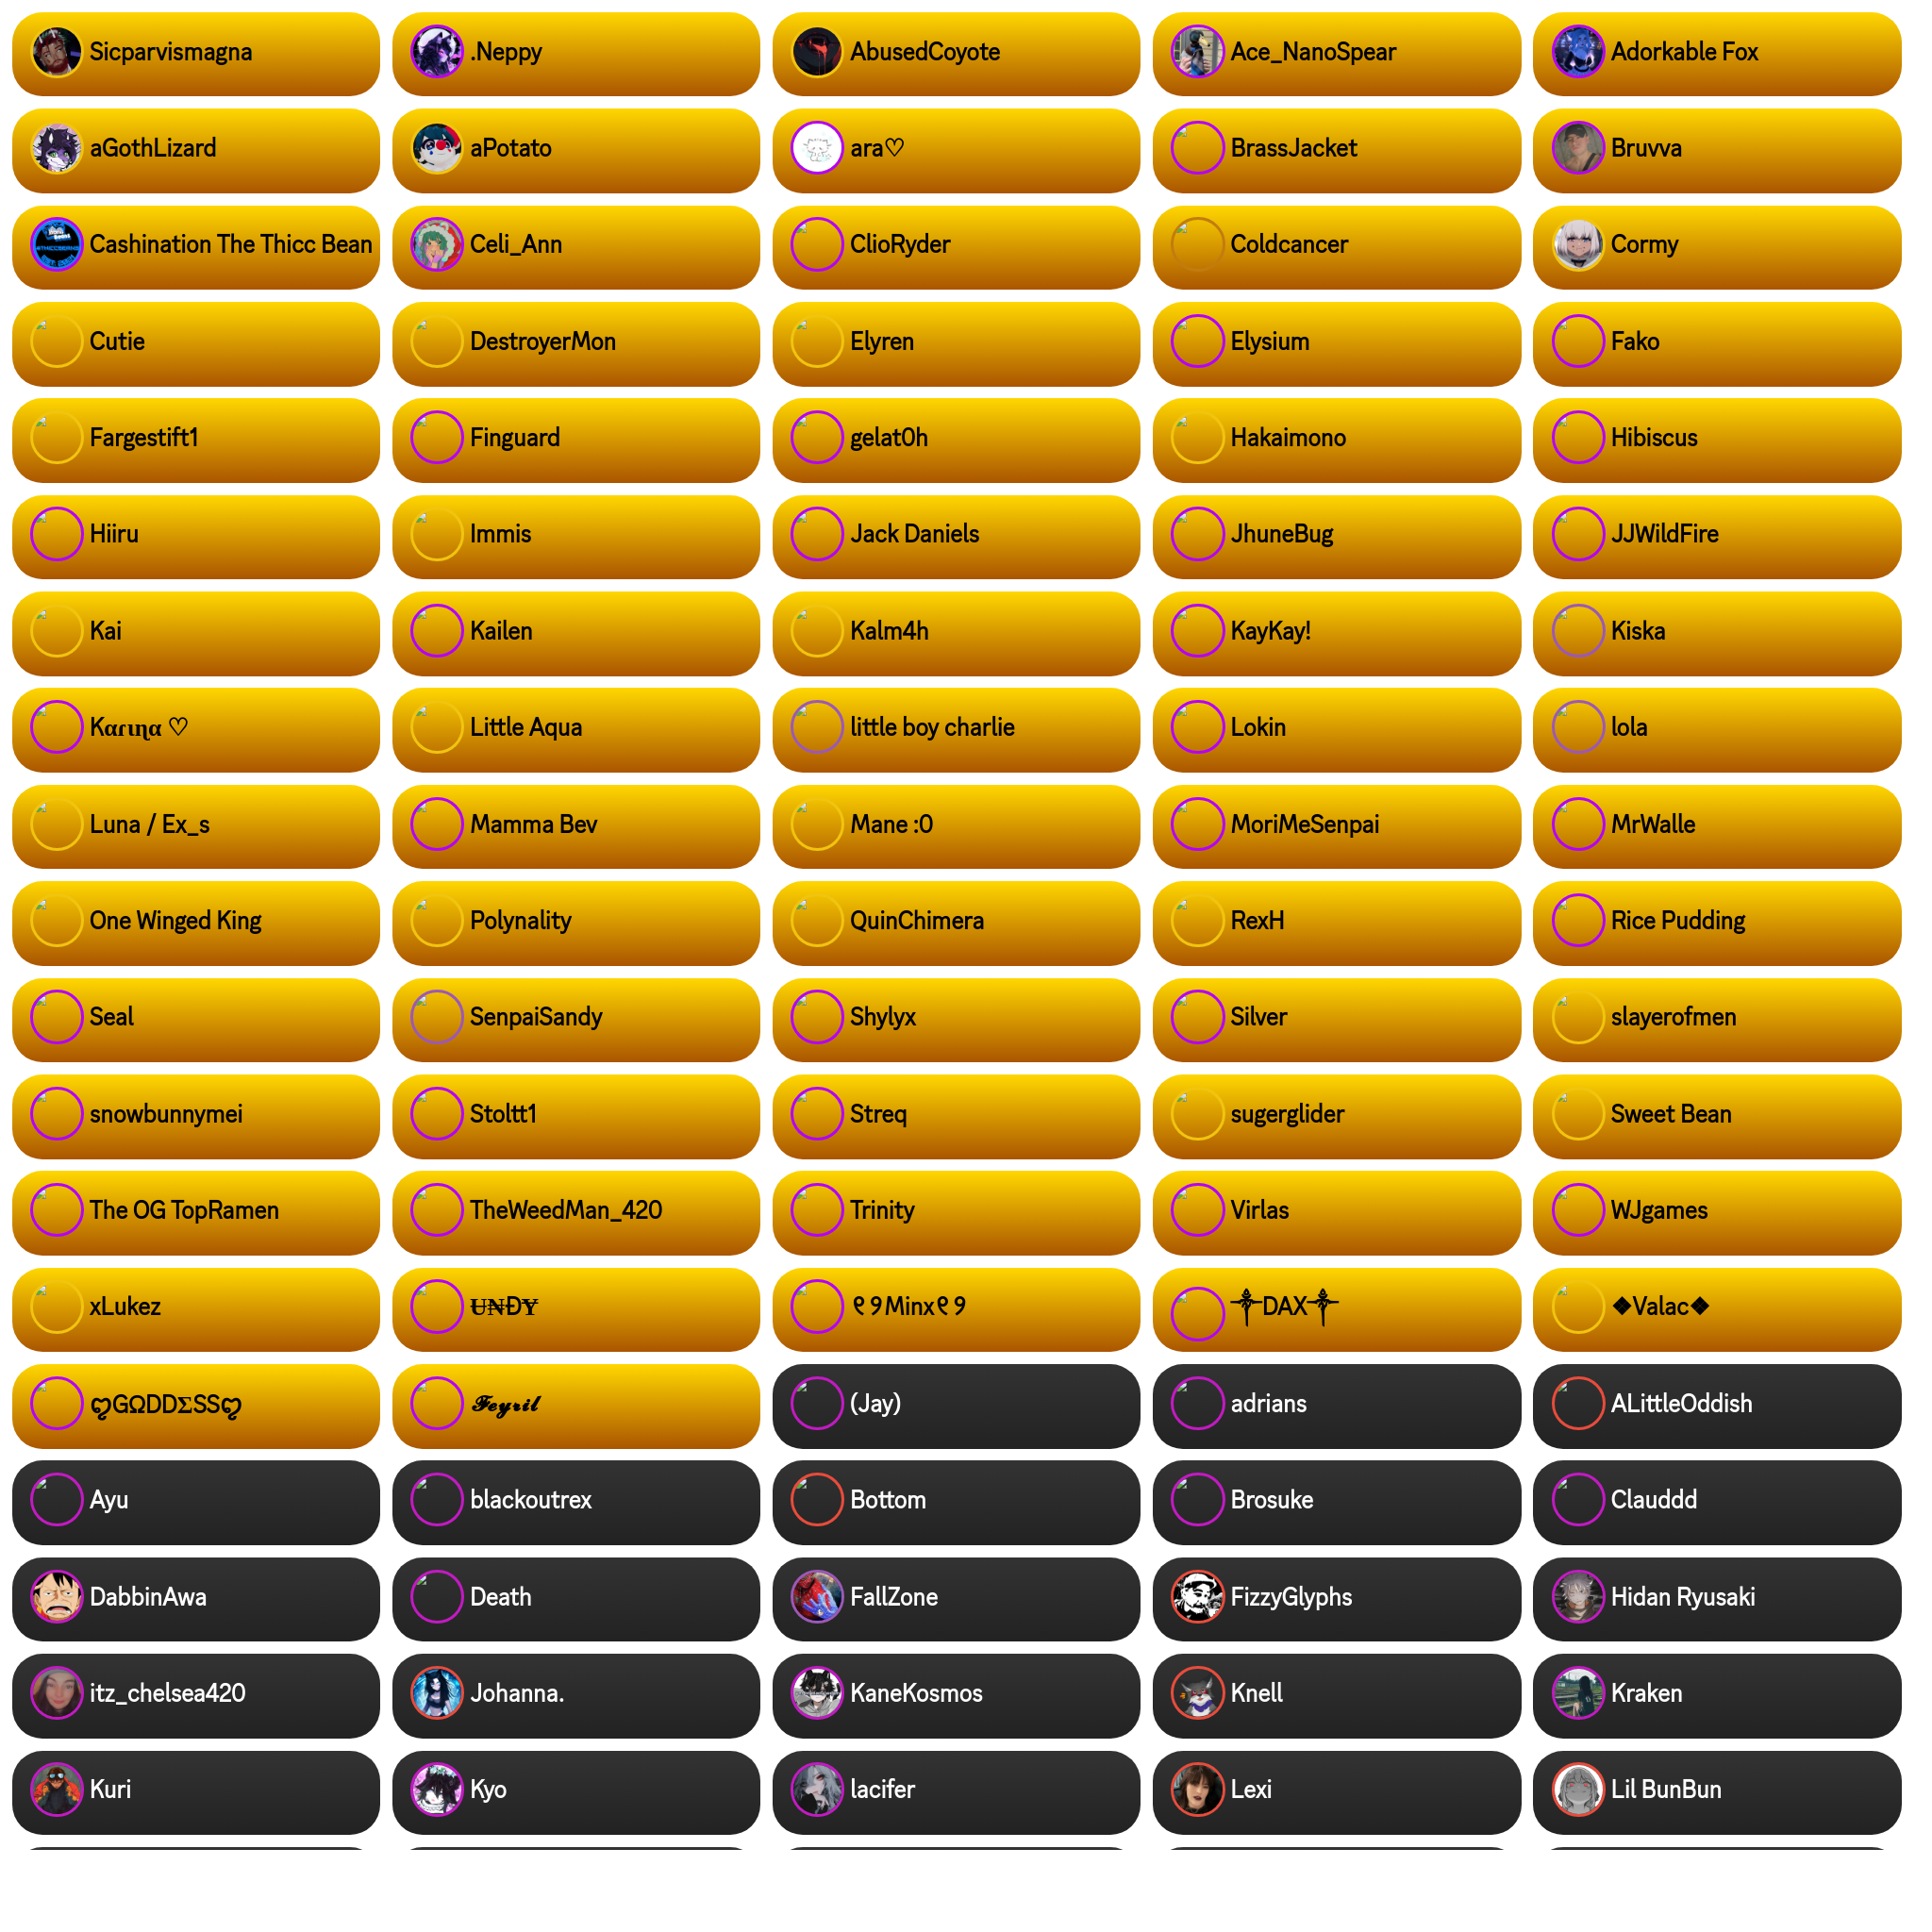 Sicparvismagna
.Neppy
AbusedCoyote
Ace_NanoSpear
Adorkable Fox
aGothLizard
aPotato
ara♡
BrassJacket
Bruvva
Cashination The Thicc Bean
Celi_Ann
ClioRyder
Coldcancer
Cormy
Cutie
DestroyerMon
Elyren
Elysium
Fako
Fargestift1
Finguard
gelat0h
Hakaimono
Hibiscus
Hiiru
Immis
Jack Daniels
JhuneBug
JJWildFire
Kai
Kailen
Kalm4h
KayKay!
Kiska
Kαɾιɳα ♡
Little Aqua
little boy charlie
Lokin
lola
Luna / Ex_s
Mamma Bev
Mane :0
MoriMeSenpai
MrWalle
One Winged King
Polynality
QuinChimera
RexH
Rice Pudding
Seal
SenpaiSandy
Shylyx
Silver
slayerofmen
snowbunnymei
Stoltt1
Streq
sugerglider
Sweet Bean
The OG TopRamen
TheWeedMan_420
Trinity
Virlas
WJgames
xLukez
Ʉ₦ĐɎ
୧୨Minx୧୨
༒DAX༒
❖Valac❖
ღGΩDDΣSSღ
𝓕𝓮𝔂𝓻𝓲𝓵
(Jay)
adrians
ALittleOddish
Ayu
blackoutrex
Bottom
Brosuke
Clauddd
DabbinAwa
Death
FallZone
FizzyGlyphs
Hidan Ryusaki
itz_chelsea420
Johanna.
KaneKosmos
Knell
Kraken
Kuri
Kyo
lacifer
Lexi
Lil BunBun